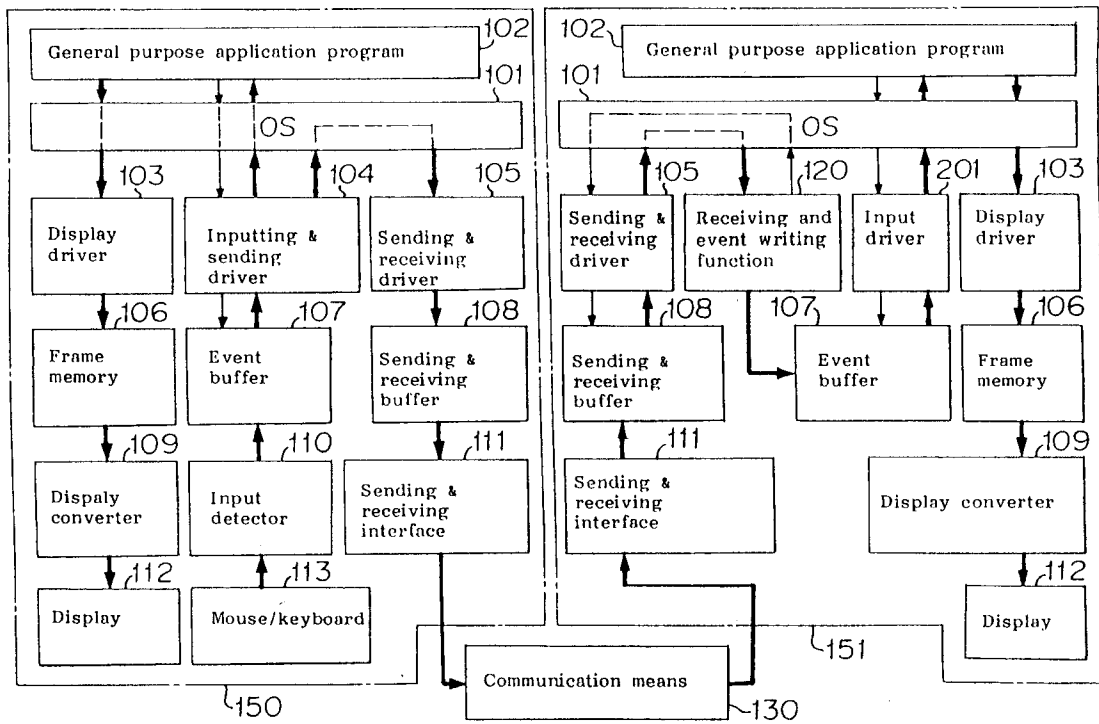 102
General purpose application program
101
OS
103
Display
driver
104
Inputting &
sending
driver
105
Sending &
receiving
driver
106
Frame
memory
107
Event
buffer
108
Sending &
receiving
buffer
109
Dispaly
converter
110
Input
detector
111
Sending &
receiving
interface
112
Display
113
Mouse/keyboard
150
102
General purpose application program
101
OS
105
Sending &
receiving
driver
120
Receiving and
event writing
function
201
Input
driver
103
Display
driver
108
Sending &
receiving
buffer
107
Event
buffer
106
Frame
memory
111
Sending &
receiving
interface
109
Display converter
112
Display
151
Communication means
130